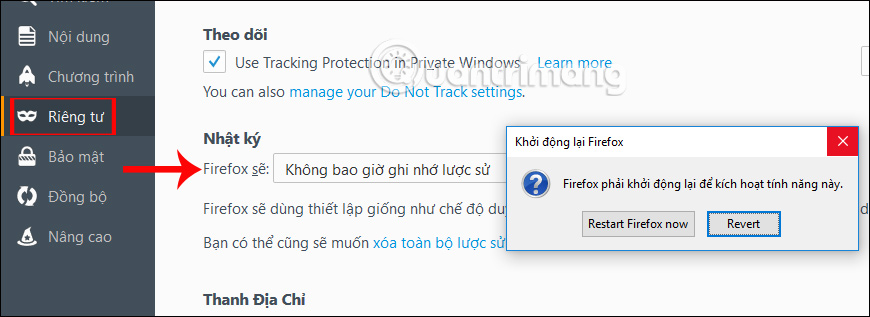 Nội dung
Chương trình
Riêng tư
Bảo mật
Đồng bộ
Nâng cao
Theo dõi
Use Tracking Protection in Private Windows Learn more
You can also manage your Do Not Track settings.
Quantrimang
Nhật ký
Firefox sẽ: Không bao giờ ghi nhớ lược sử
Firefox sẽ dùng thiết lập giống như chế độ
Bạn có thể cũng sẽ muốn xóa toàn bộ lược sử
Thanh Địa Chỉ
Khởi động lại Firefox
Firefox phải khởi động lại để kích hoạt tính năng này.
Restart Firefox now Revert